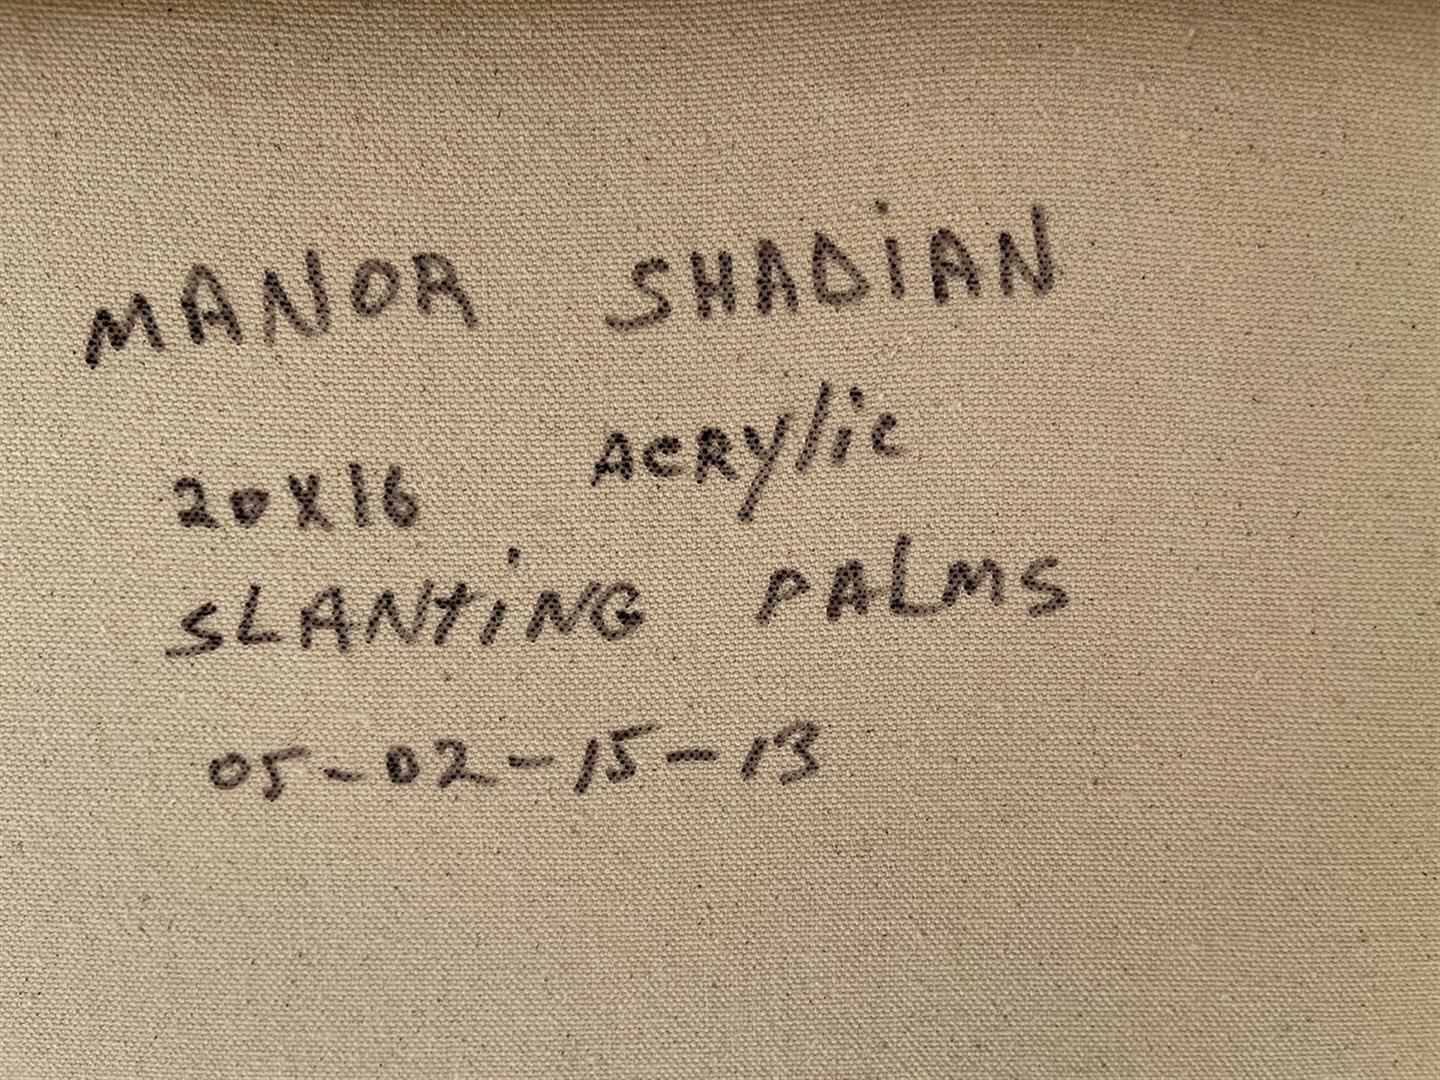 MANOR SHADiAN
20X16 ACRYlic
SLANTiNG PALMS
05-02-15-13